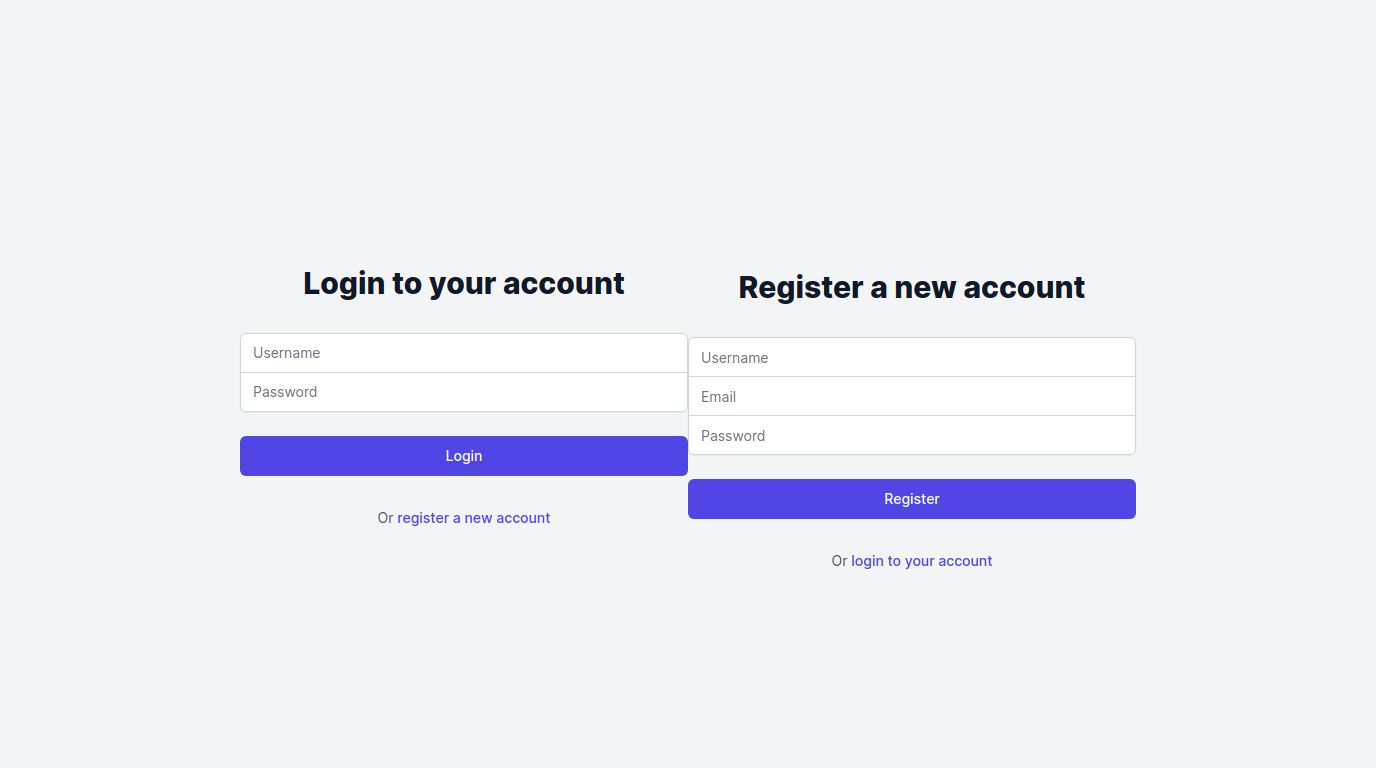 Login to your account
Username
Password
Login
Or register a new account
Register a new account
Username
Email
Password
Register
Or login to your account